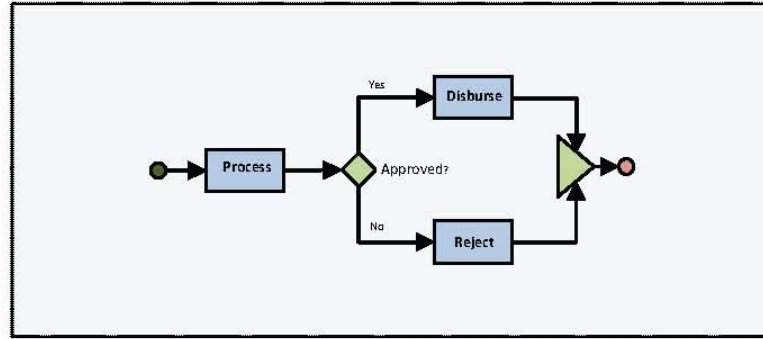 Yes
Disburse
Process
Approved?
No
Reject